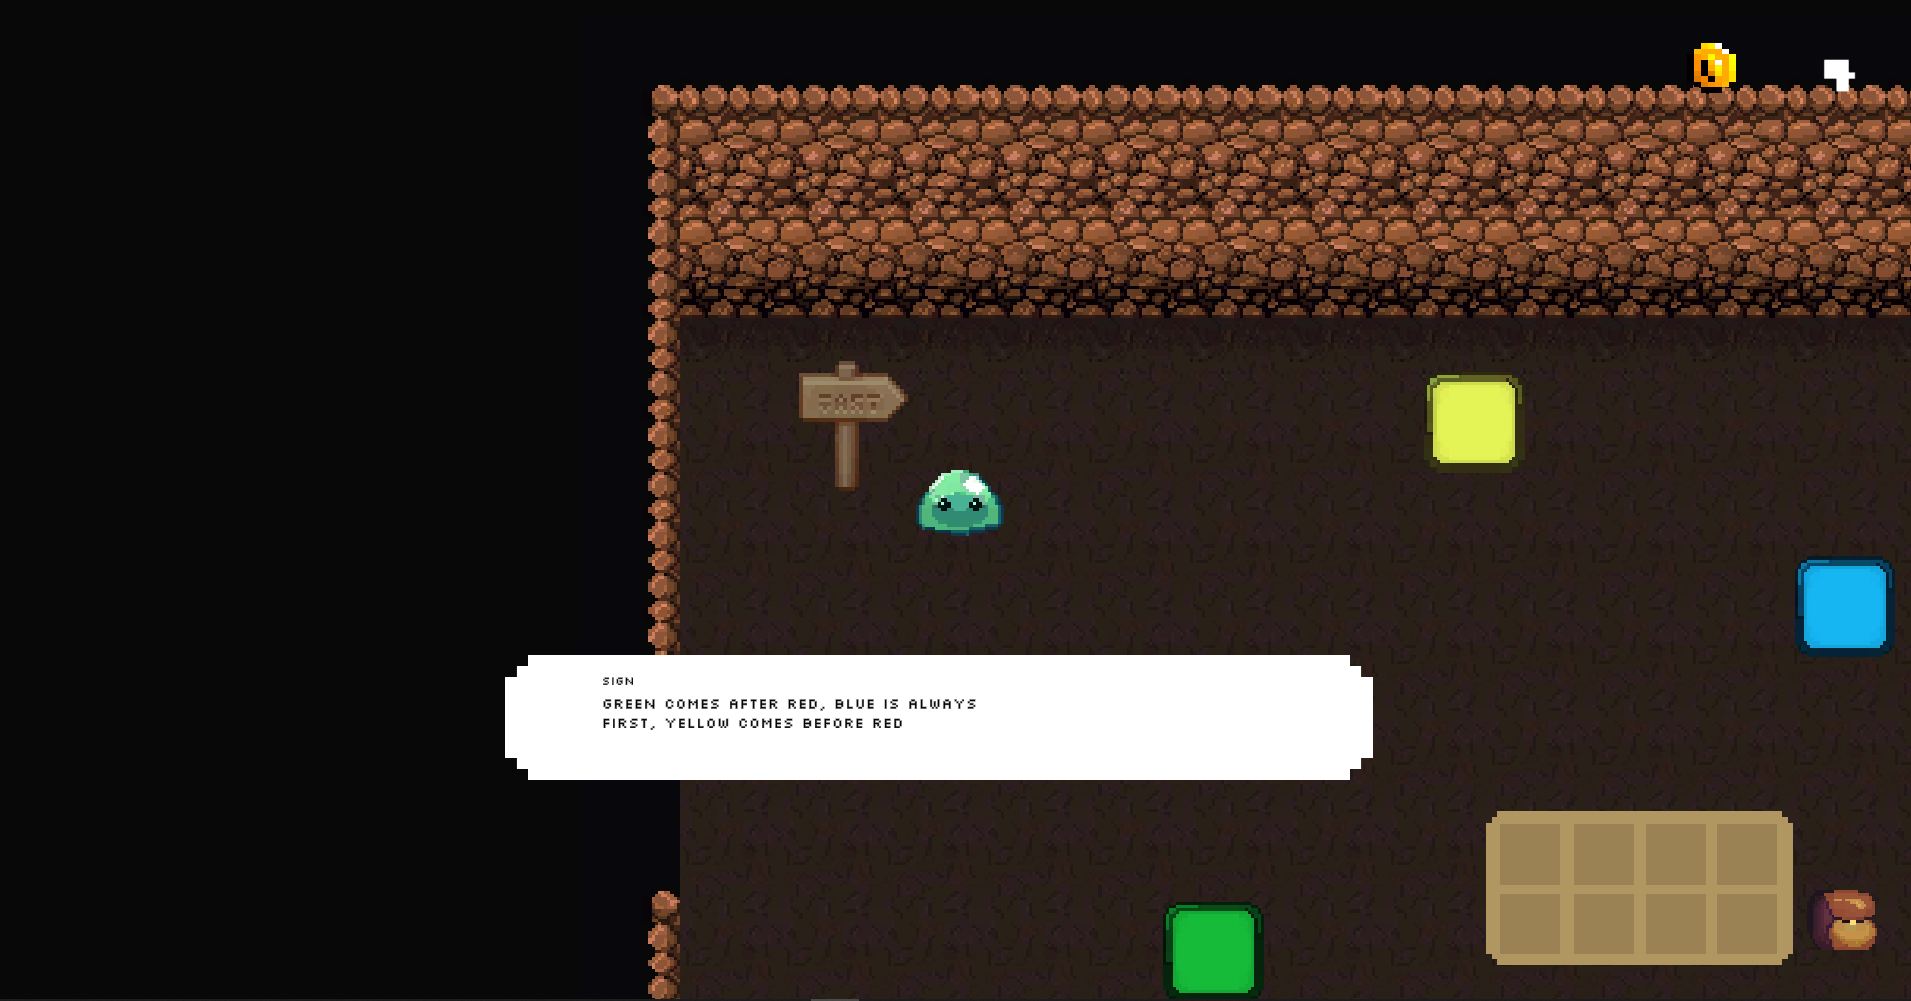 SIGN
GREEN COMES AFTER RED, BLUE IS ALWAYS
FIRST, YELLOW COMES BEFORE RED